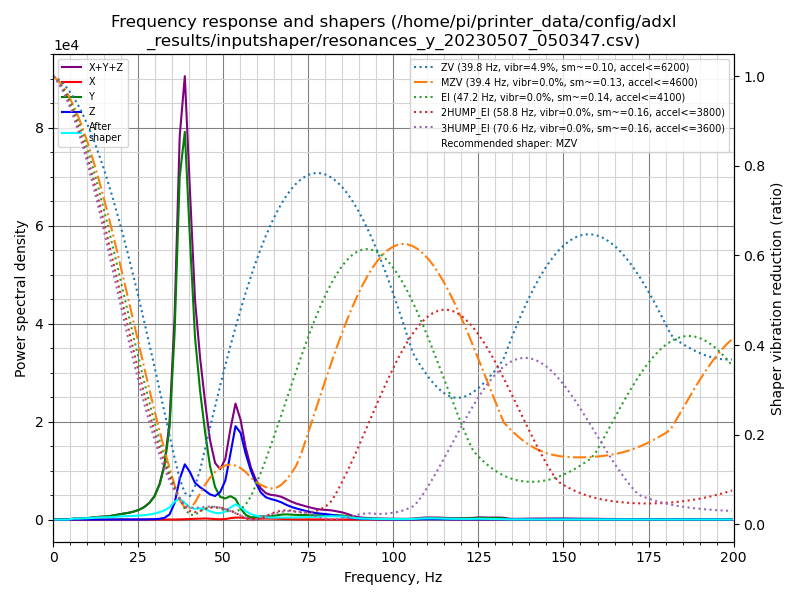 Frequency response and shapers (/home/pi/printer_data/config/adxl
_results/inputshaper/resonances_y_20230507_050347.csv)
1e4
X+Y+Z
X
Y
Z
After
shaper
ZV (39.8 Hz, vibr=4.9%, sm~=0.10, accel<=6200)
MZV (39.4 Hz, vibr=0.0%, sm~=0.13, accel<=4600)
EI (47.2 Hz, vibr=0.0%, sm~=0.14, accel<=4100)
2HUMP_EI (58.8 Hz, vibr=0.0%, sm~=0.16, accel<=3800)
3HUMP_EI (70.6 Hz, vibr=0.0%, sm~=0.16, accel<=3600)
Recommended shaper: MZV
Power spectral density
8
6
4
2
0
1.0
0.8
0.6
0.4
0.2
0.0
Shaper vibration reduction (ratio)
0 25 50 75 100 125 150 175 200
Frequency, Hz